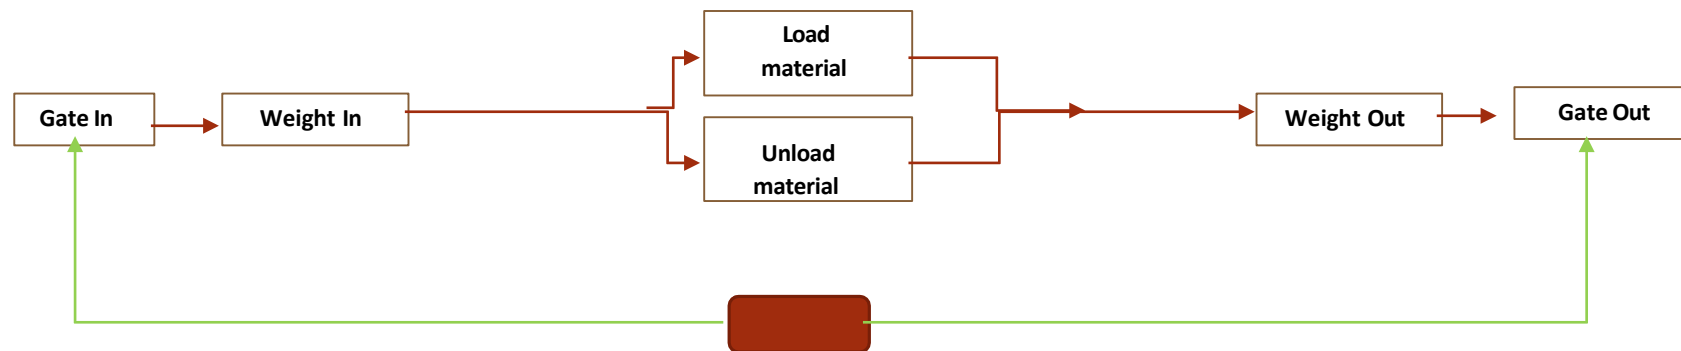 Load
material
Gate In
Weight In
Weight Out
Gate Out
Unload
material